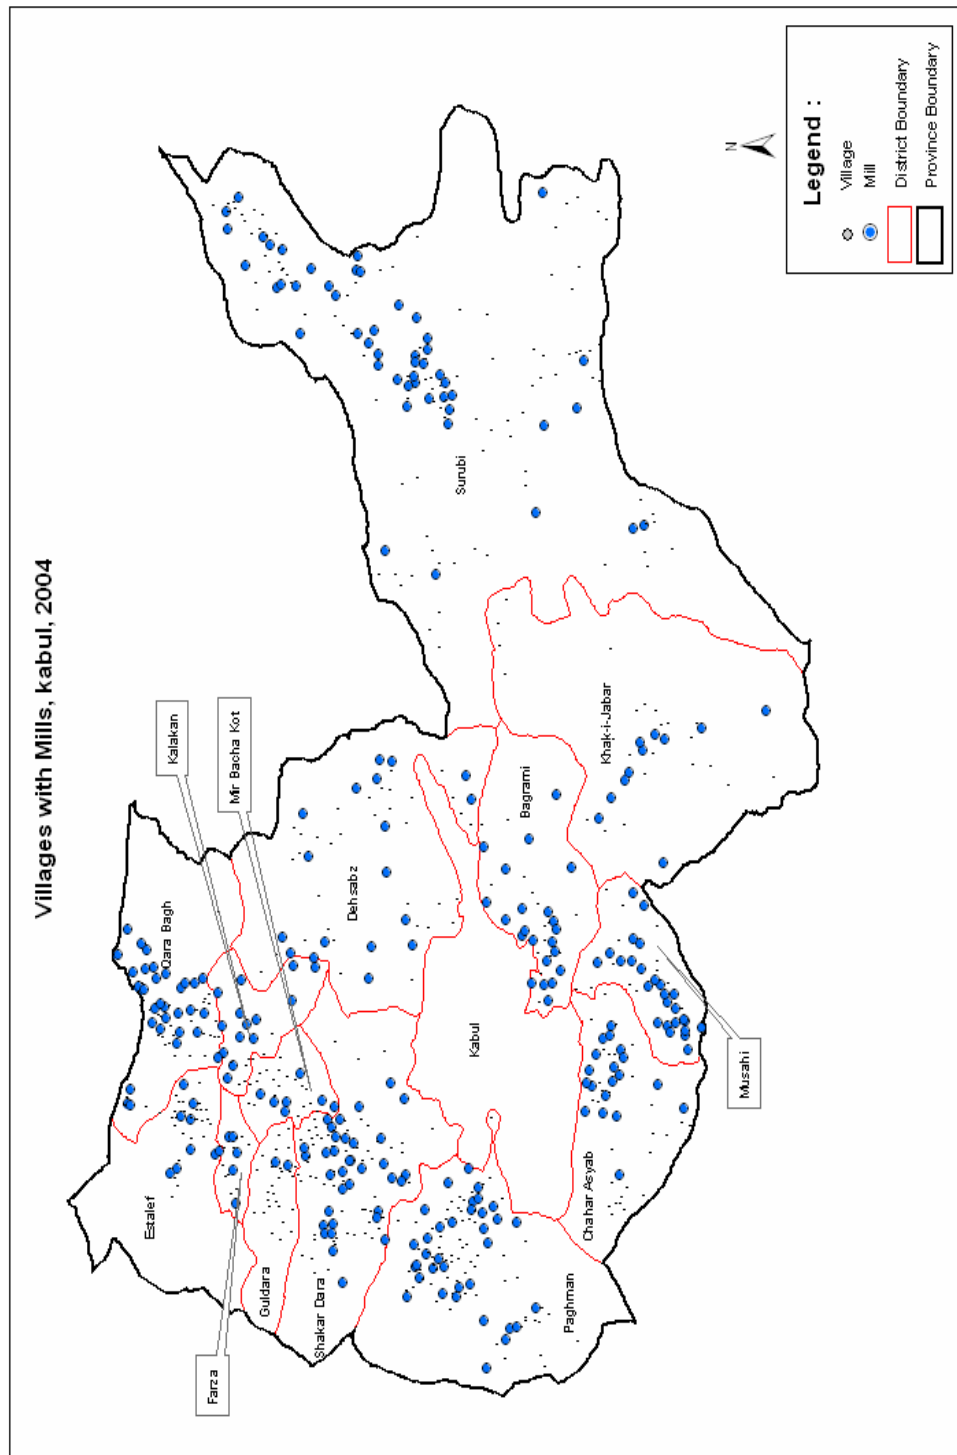 Villages with Mills, kabul, 2004
Kalakan
Mir Bacha Kot
Qara Bagh
Estalef
Farza
Guldara
Shakar Dara
Dehsabz
Surubi
Kabul
Bagrami
Khak-i-Jabar
Paghman
Chahar Asyab
Musahi
N
Legend :
Village
Mill
District Boundary
Province Boundary